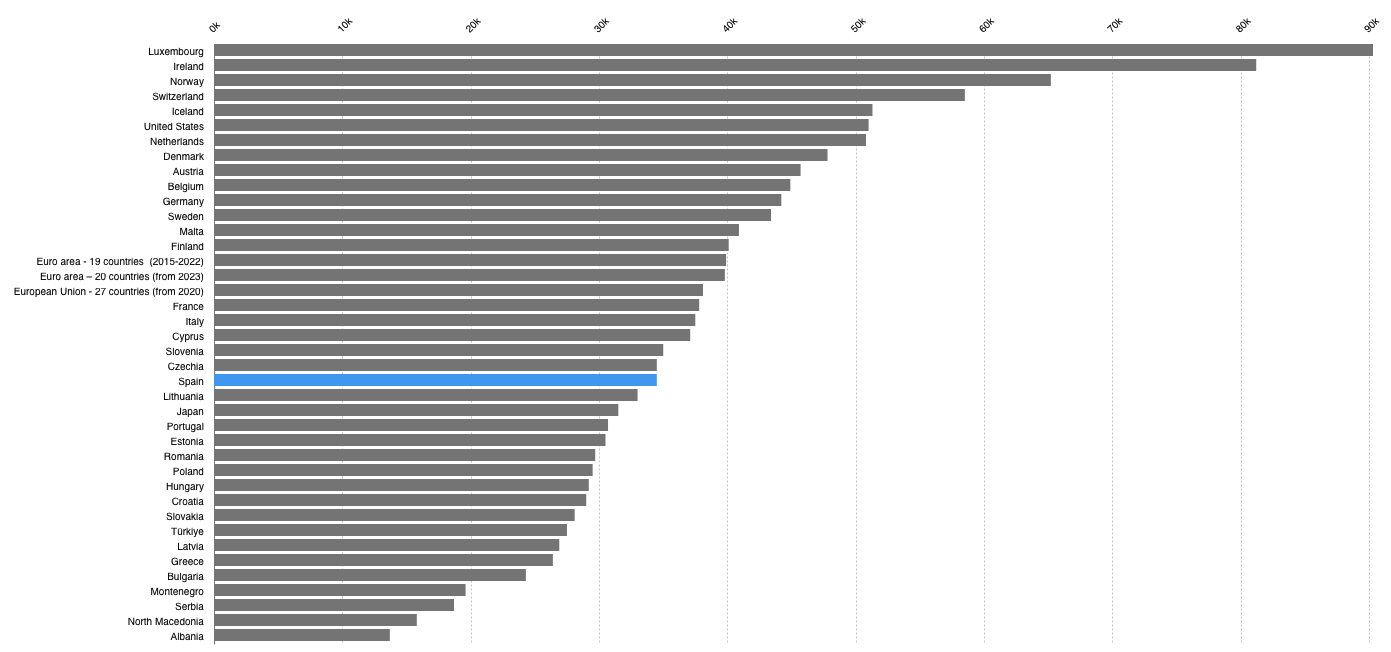 0k 10k 20k 30k 40k 50k 60k 70k 80k 90k
Luxembourg
Ireland
Norway
Switzerland
Iceland
United States
Netherlands
Denmark
Austria
Belgium
Germany
Sweden
Malta
Finland
Euro area - 19 countries  (2015-2022)
Euro area – 20 countries (from 2023)
European Union - 27 countries (from 2020)
France
Italy
Cyprus
Slovenia
Czechia
Spain
Lithuania
Japan
Portugal
Estonia
Romania
Poland
Hungary
Croatia
Slovakia
Türkiye
Latvia
Greece
Bulgaria
Montenegro
Serbia
North Macedonia
Albania